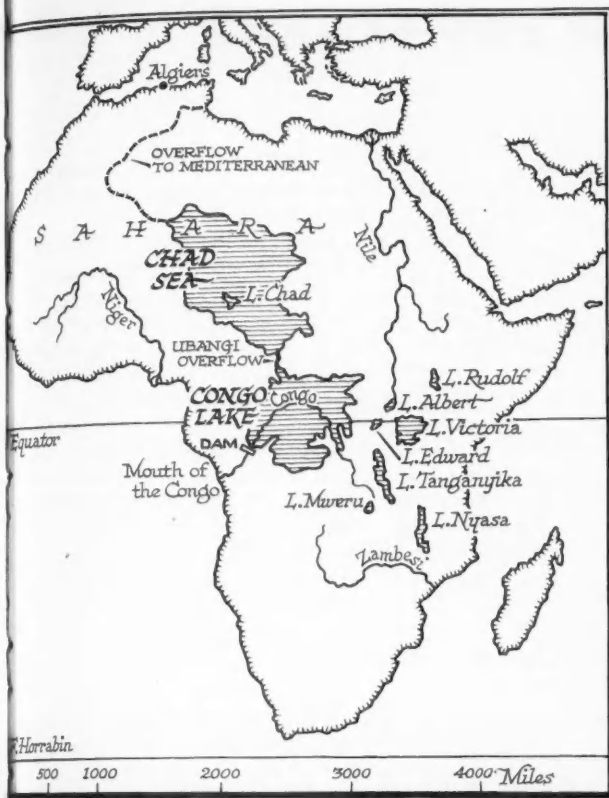 Algiers
OVERFLOW
TO MEDITERRANEAN
S A H A R A
CHAD
SEA
L. Chad
Nile
Niger
UBANGI
OVERFLOW
L. Rudolf
CONGO
LAKE
Congo
L. Albert
Equator
DAM
L. Victoria
L. Edward
Mouth of
the Congo
L. Tanganyika
L. Mweru
L. Nyasa
Zambesi
F. Horrabin
500 1000 2000 3000 4000 Miles